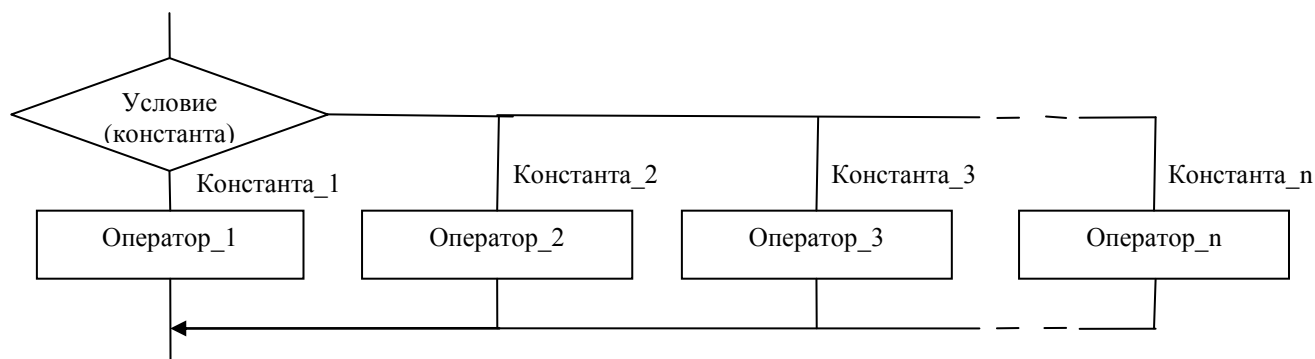 Условие
(константа)
Константа_1
Константа_2
Константа_3
Константа_n
Оператор_1
Оператор_2
Оператор_3
Оператор_n